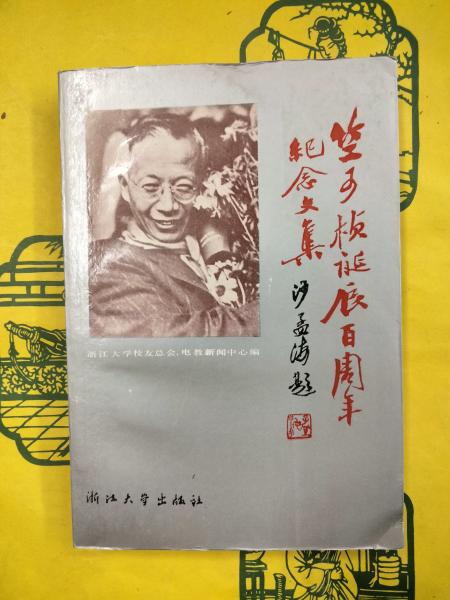 竺可桢诞辰百周年
纪念文集
沙孟海题
浙江大学校友总会、电教新闻中心编
浙江大学出版社